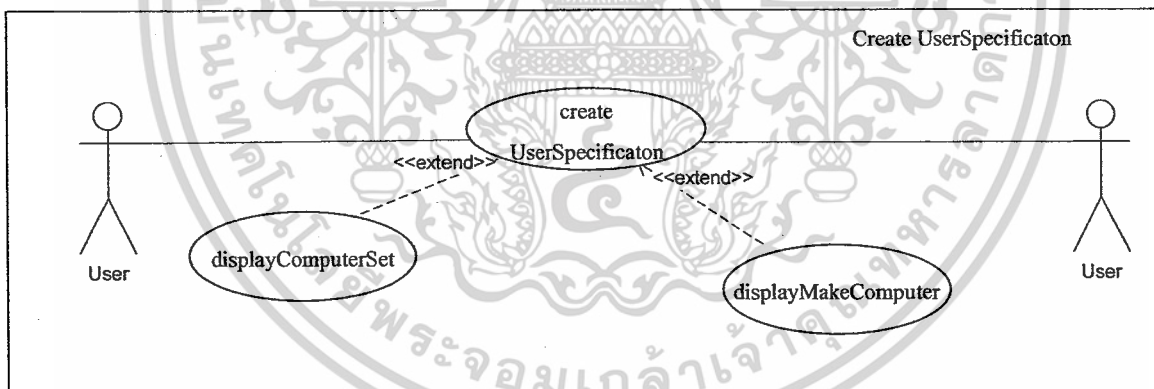 Create UserSpecificaton
create
UserSpecificaton
<<extend>>
<<extend>>
displayComputerSet
displayMakeComputer
User
User